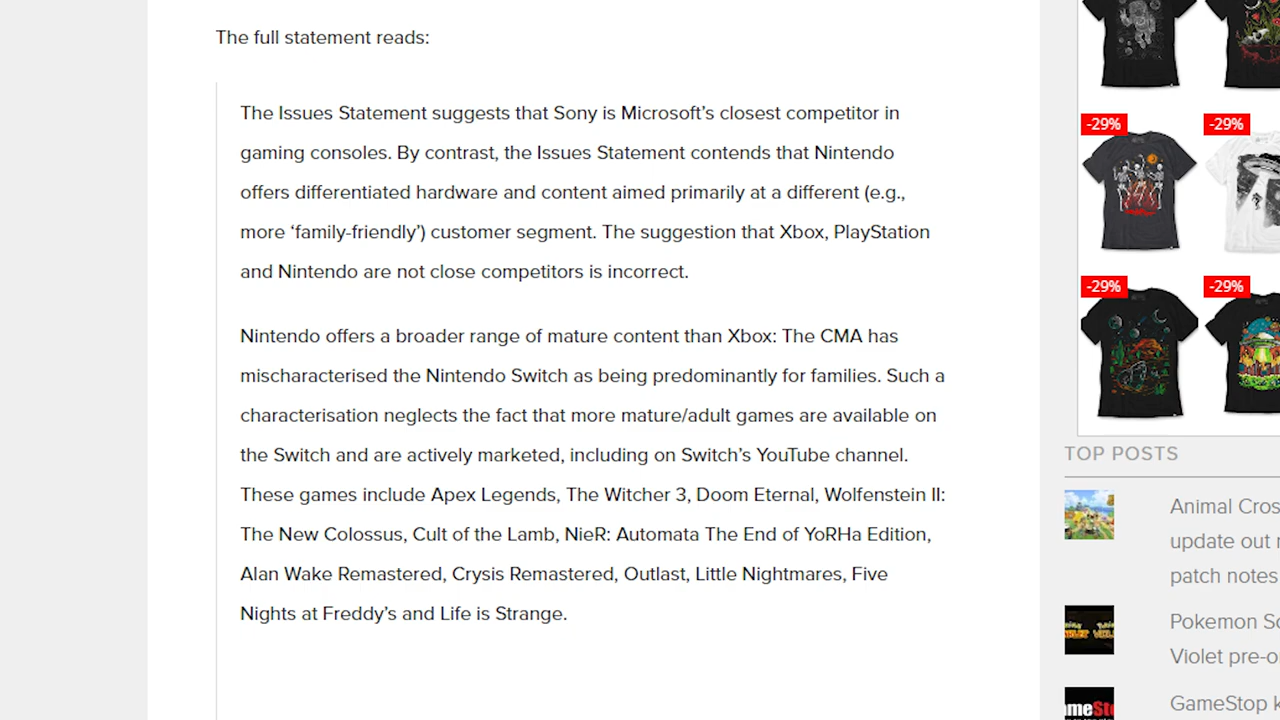 The full statement reads:
The Issues Statement suggests that Sony is Microsoft’s closest competitor in
gaming consoles. By contrast, the Issues Statement contends that Nintendo
offers differentiated hardware and content aimed primarily at a different (e.g.,
more ‘family-friendly’) customer segment. The suggestion that Xbox, PlayStation
and Nintendo are not close competitors is incorrect.
Nintendo offers a broader range of mature content than Xbox: The CMA has
mischaracterised the Nintendo Switch as being predominantly for families. Such a
characterisation neglects the fact that more mature/adult games are available on
the Switch and are actively marketed, including on Switch’s YouTube channel.
These games include Apex Legends, The Witcher 3, Doom Eternal, Wolfenstein II:
The New Colossus, Cult of the Lamb, NieR: Automata The End of YoRHa Edition,
Alan Wake Remastered, Crysis Remastered, Outlast, Little Nightmares, Five
Nights at Freddy’s and Life is Strange.
-29% -29%
-29% -29%
TOP POSTS
Animal Cros
update out
patch notes
Pokemon Sc
Violet pre-o
GameStop